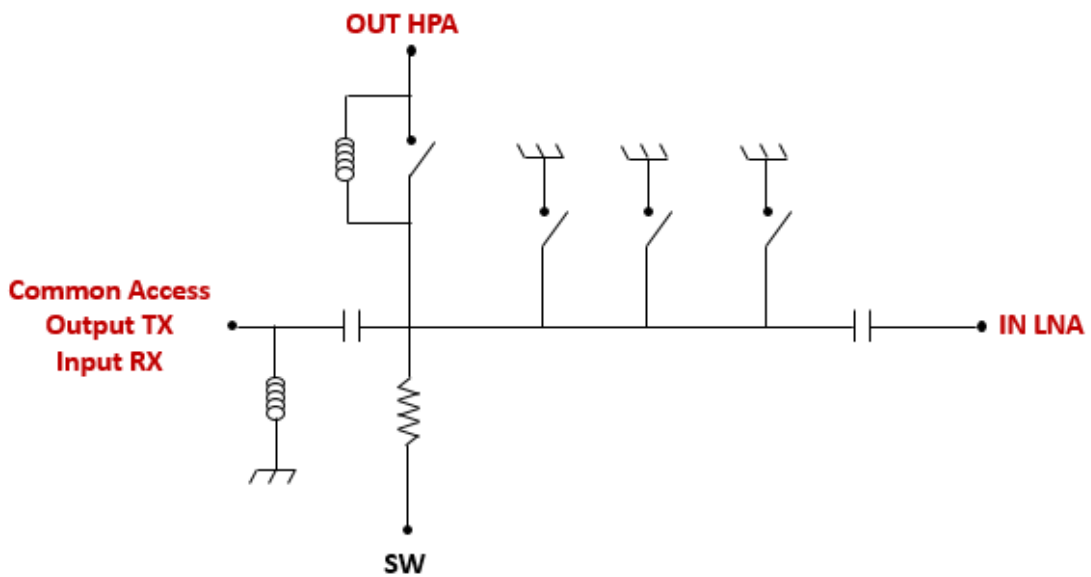 OUT HPA
Common Access
Output TX
Input RX
IN LNA
SW